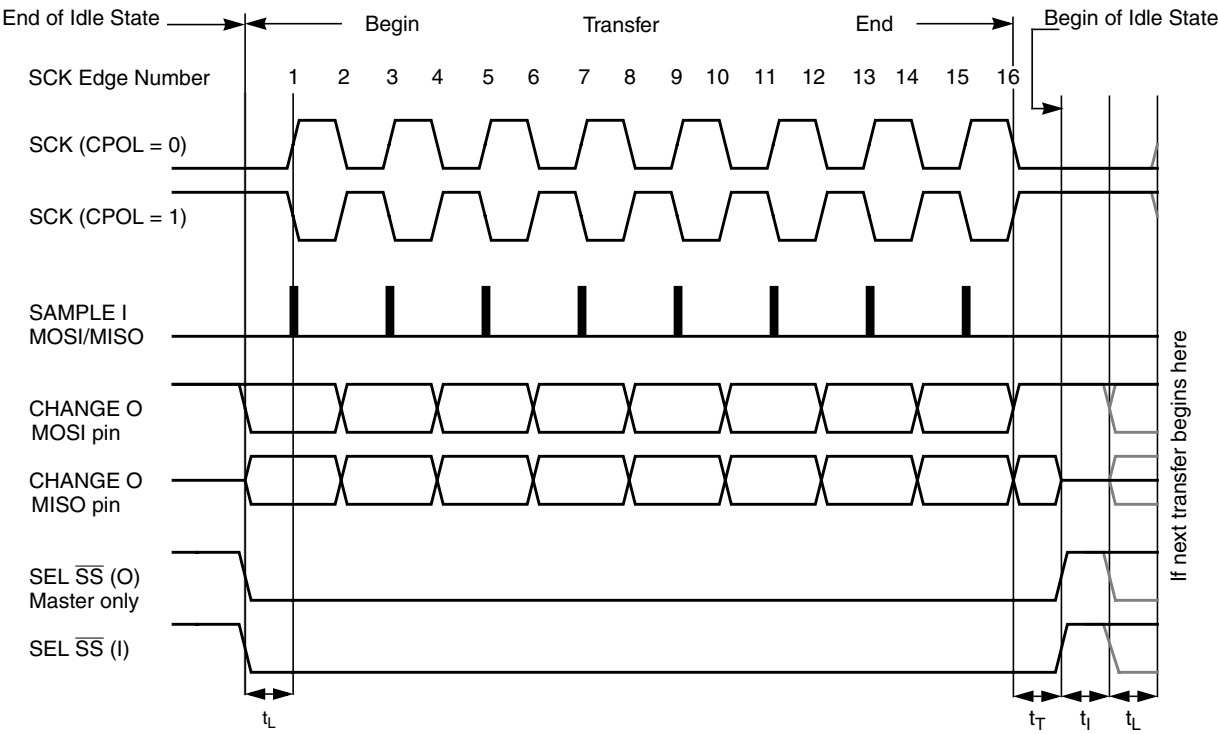 End of Idle State
Begin
Transfer
End
Begin of Idle State
SCK Edge Number
1 2 3 4 5 6 7 8 9 10 11 12 13 14 15 16
SCK (CPOL = 0)
SCK (CPOL = 1)
SAMPLE I
MOSI/MISO
CHANGE O
MOSI pin
CHANGE O
MISO pin
SEL S̅S̅ (O)
Master only
SEL S̅S̅ (I)
tL
tT
tI
tL
If next transfer begins here